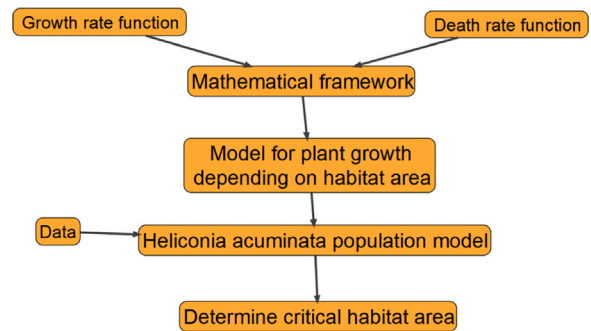 Growth rate function
Death rate function
Mathematical framework
Model for plant growth
depending on habitat area
Data
Heliconia acuminata population model
Determine critical habitat area